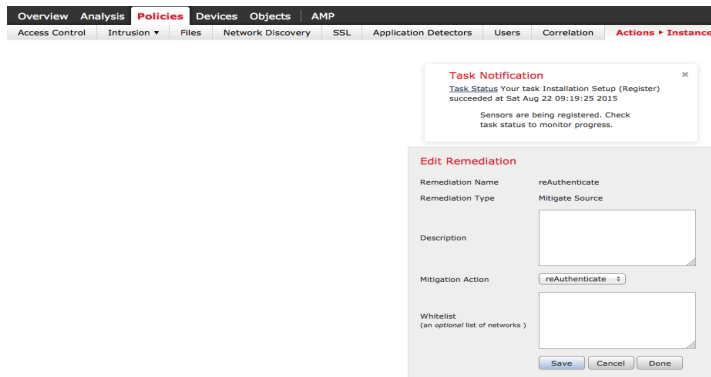 Overview Analysis Policies Devices Objects AMP
Access Control Intrusion ▼ Files Network Discovery SSL Application Detectors Users Correlation Actions ▸ Instance
Task Notification ×
Task Status Your task Installation Setup (Register)
succeeded at Sat Aug 22 09:19:25 2015
Sensors are being registered. Check
task status to monitor progress.
Edit Remediation
Remediation Name reAuthenticate
Remediation Type Mitigate Source
Description
Mitigation Action reAuthenticate
Whitelist
(an optional list of networks )
Save Cancel Done